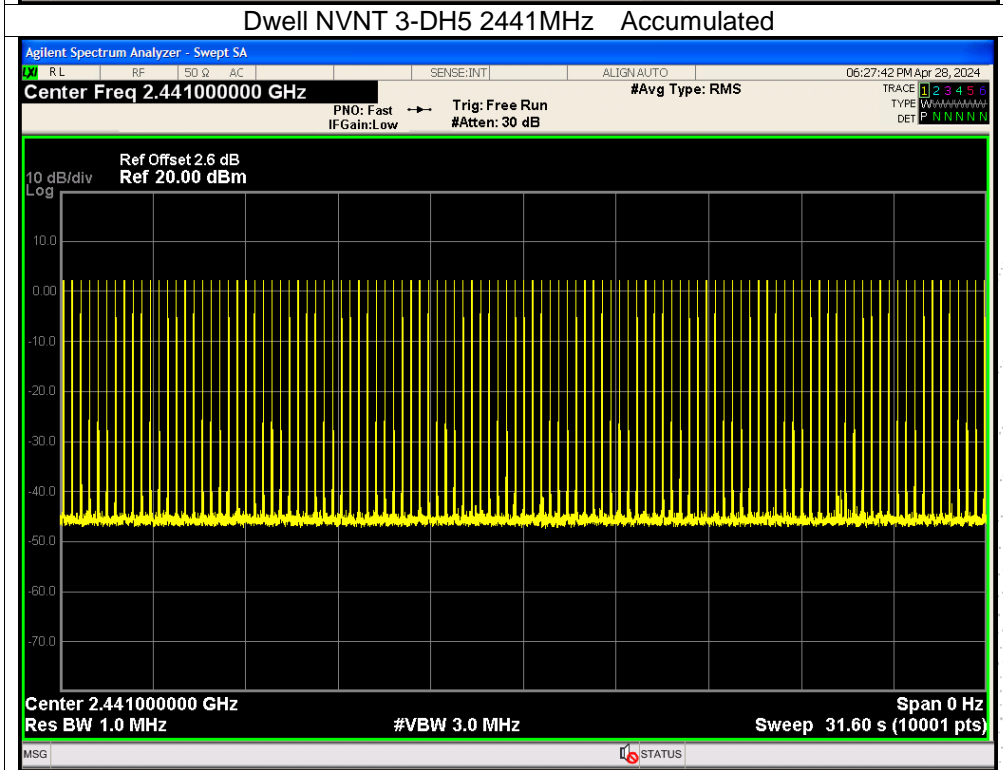 Dwell NVNT 3-DH5 2441MHz Accumulated
Agilent Spectrum Analyzer - Swept SA
LXI RL RF 50 Ω AC SENSE:INT ALIGN AUTO 06:27:42 PM Apr 28, 2024
Center Freq 2.441000000 GHz #Avg Type: RMS TRACE 1 2 3 4 5 6
PNO: Fast Trig: Free Run TYPE WWWWWW
IFGain:Low #Atten: 30 dB DET P N N N N N
Ref Offset 2.6 dB
10 dB/div Ref 20.00 dBm
Log
10.0
0.00
-10.0
-20.0
-30.0
-40.0
-50.0
-60.0
-70.0
Center 2.441000000 GHz Span 0 Hz
Res BW 1.0 MHz #VBW 3.0 MHz Sweep 31.60 s (10001 pts)
MSG STATUS